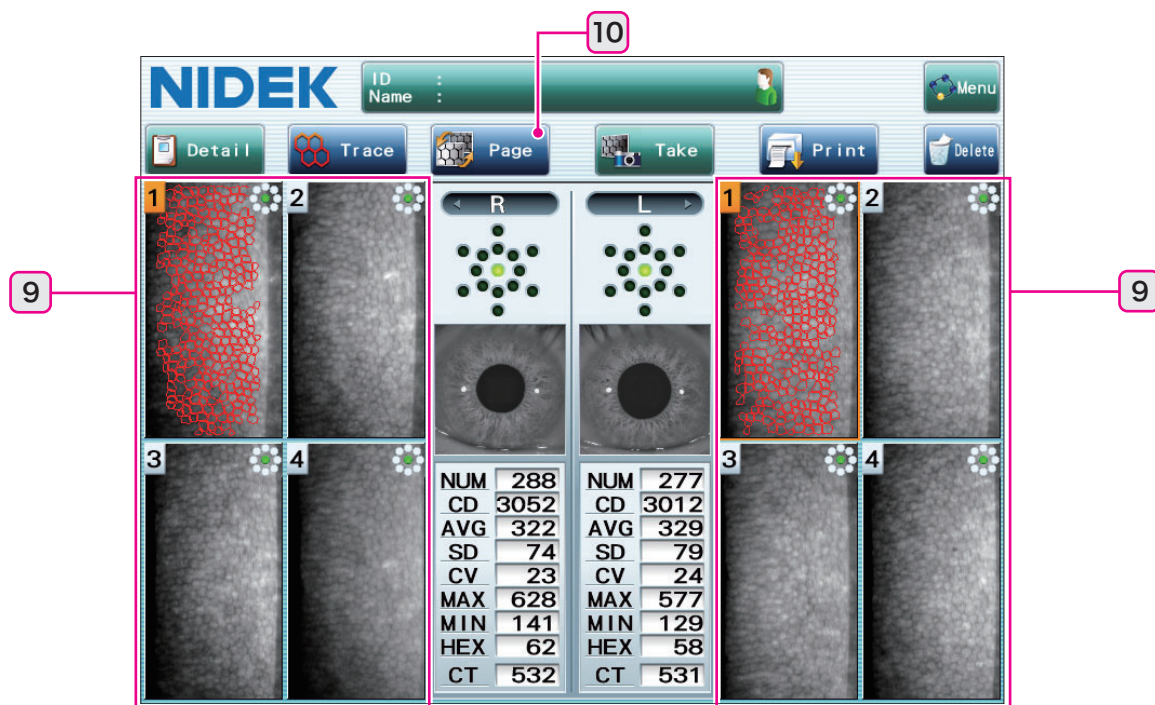 10
NIDEK
ID :
Name :
Menu
Detail
Trace
Page
Take
Print
Delete
1
2
R
L
1
2
9
9
3
4
3
4
NUM 288
CD 3052
AVG 322
SD 74
CV 23
MAX 628
MIN 141
HEX 62
CT 532
NUM 277
CD 3012
AVG 329
SD 79
CV 24
MAX 577
MIN 129
HEX 58
CT 531